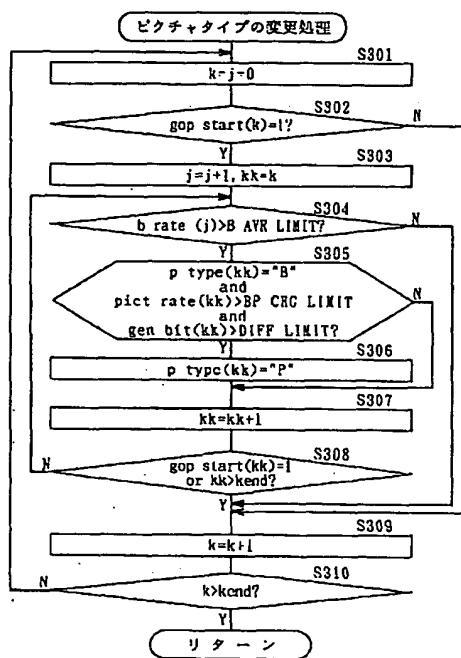 ピクチャタイプの変更処理
S301
k=j=0
S302
gop start(k)=1?
N
Y
S303
j=j+1, kk=k
S304
b rate (j)>B AVR LIMIT?
N
Y
S305
p type(kk)="B"
and
pict rate(kk)>BP CHG LIMIT
and
gen bit(kk)>DIFF LIMIT?
N
Y
S306
p type(kk)="P"
S307
kk=kk+1
S308
gop start(kk)=1
or kk>kend?
N
Y
S309
k=k+1
S310
k>kend?
N
Y
リターン